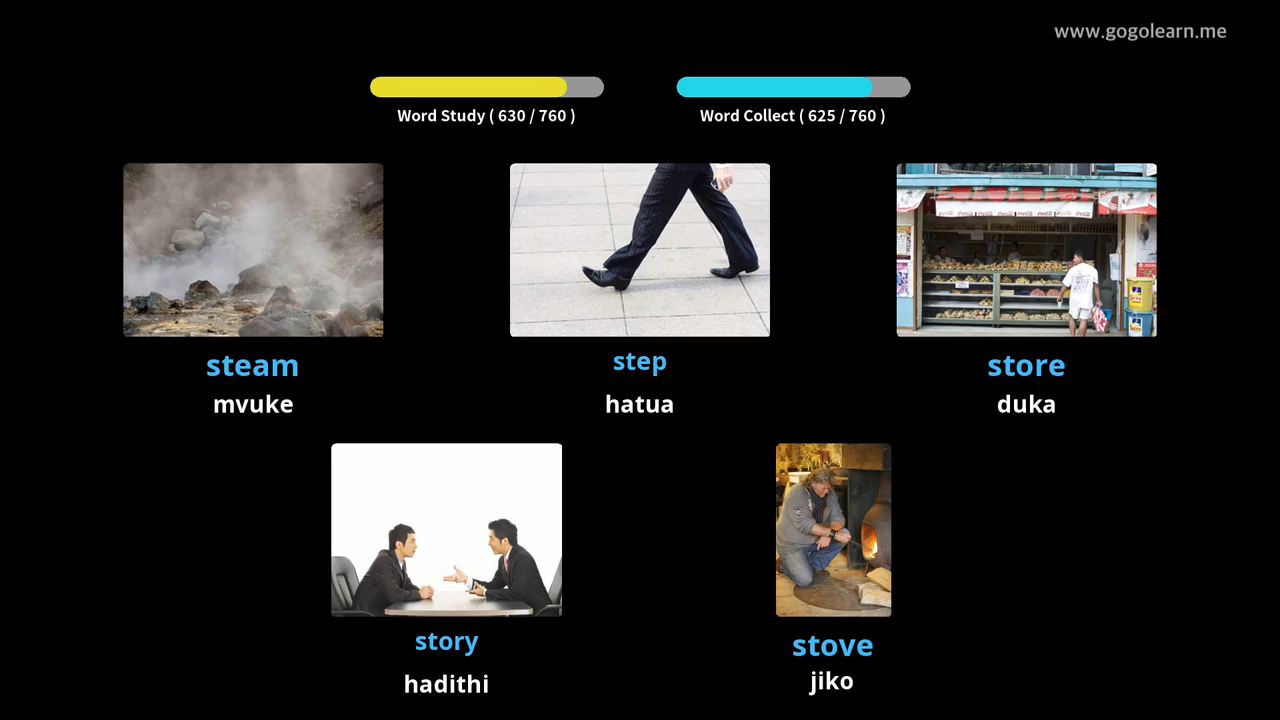 www.gogolearn.me
Word Study ( 630 / 760 )
Word Collect ( 625 / 760 )
steam
mvuke
step
hatua
store
duka
story
hadithi
stove
jiko